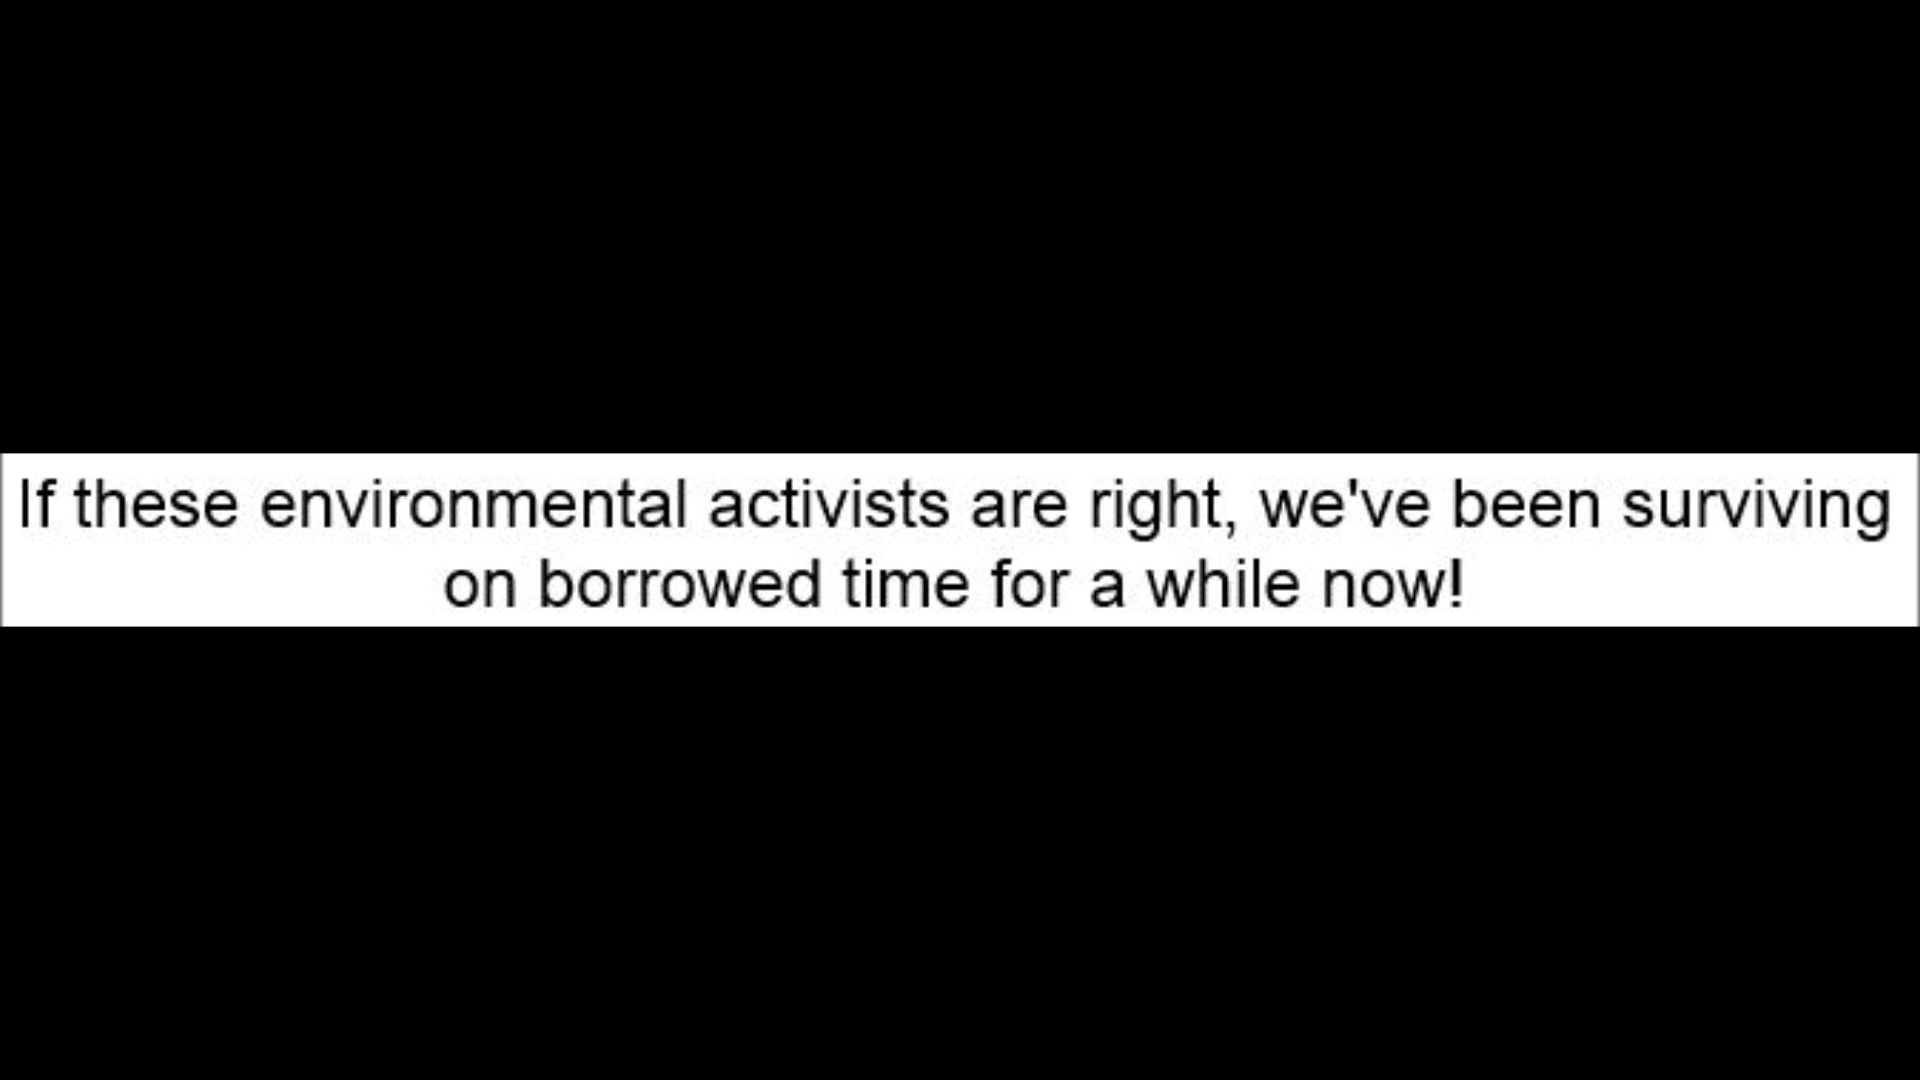 If these environmental activists are right, we've been surviving
on borrowed time for a while now!